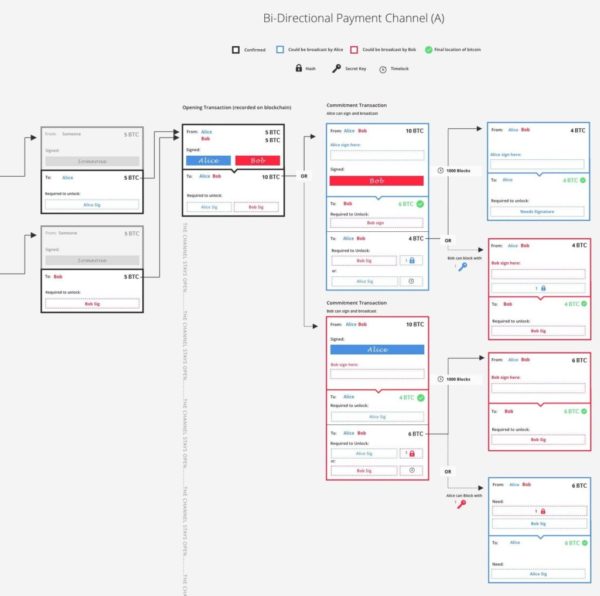 Bi-Directional Payment Channel (A)
Confirmed
Could be broadcast by Alice
Could be broadcast by Bob
Final location of bitcoin
Hash
Secret Key
Timelock
Opening Transaction (recorded on blockchain)
From: Someone 5 BTC
Signed:
Someone
To: Alice 5 BTC
Required to unlock:
Alice Sig
From: Someone 5 BTC
Signed:
Someone
To: Bob 5 BTC
Required to unlock:
Bob Sig
From: Alice 5 BTC
Bob 5 BTC
Signed:
Alice Bob
To: Alice Bob 10 BTC
Required to unlock:
Alice Sig Bob Sig
THE CHANNEL STAYS OPEN.......THE CHANNEL STAYS OPEN.......THE CHANNEL STAYS OPEN.......THE CHANNEL STAYS OPEN.......THE CHA
OR
Commitment Transaction
Alice can sign and broadcast
From: Alice Bob 10 BTC
Alice sign here:
Signed:
Bob
To: Bob 6 BTC
Required to Unlock:
Bob sign
To: Alice Bob 4 BTC
Required to Unlock:
Bob Sig 1
or:
Alice Sig
Commitment Transaction
Bob can sign and broadcast
From: Alice Bob 10 BTC
Signed:
Alice
Bob sign here:
To: Alice 4 BTC
Required to unlock:
Alice Sig
To: Alice Bob 6 BTC
Required to Unlock:
Alice Sig 1
or:
Bob Sig
1000 Blocks
OR
Bob can block with
1
From: Alice Bob 4 BTC
Alice sign here:
To: Alice 4 BTC
Required to unlock:
Needs Signature
From: Alice Bob 4 BTC
Bob sign here:
1
To: Bob 4 BTC
Required to unlock:
Bob Sig
1000 Blocks
OR
Alice can Block with
1
From: Alice Bob 6 BTC
Bob sign here:
To: Bob 6 BTC
Required to unlock:
Bob Sig
From: Alice Bob 6 BTC
Need:
1
Bob Sig
To: Alice 6 BTC
Need:
Alice Sig